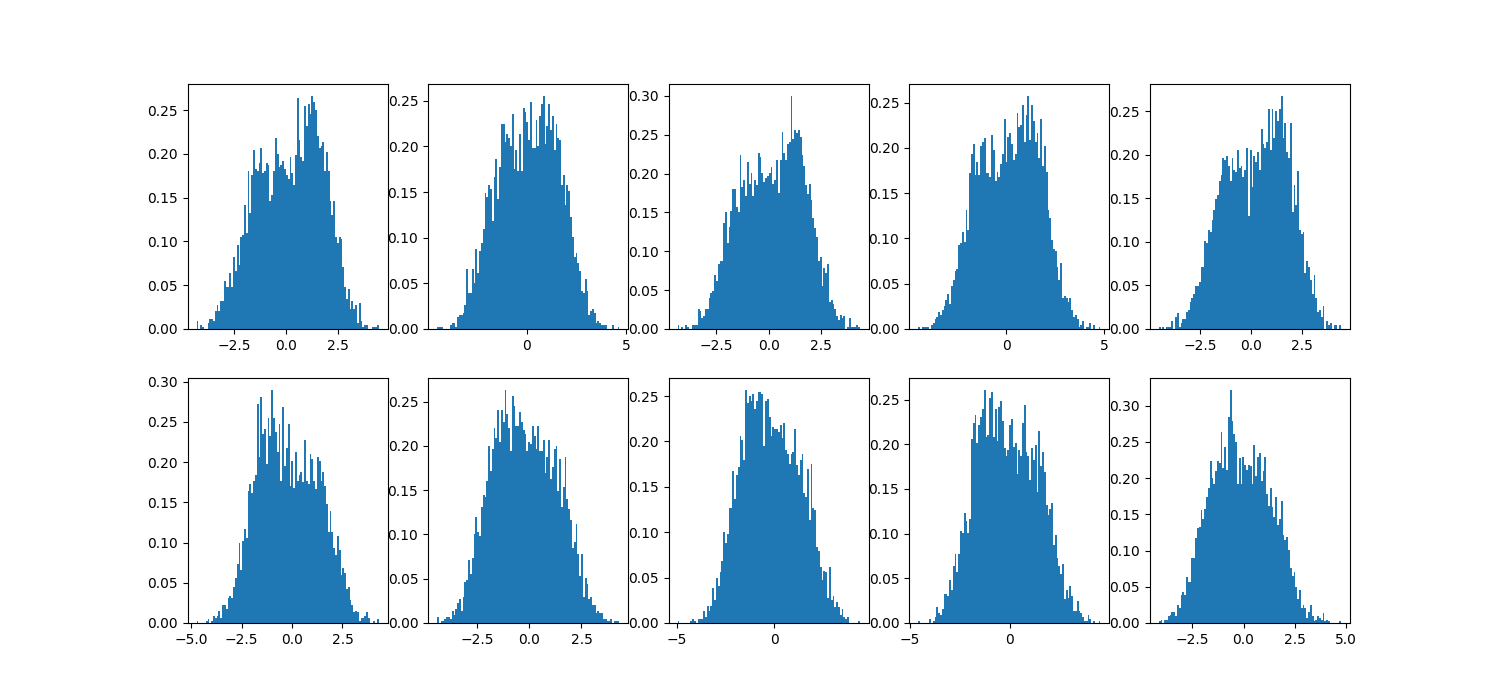 0.25 0.25 0.30 0.25 0.25
0.20 0.20 0.25 0.20 0.20
0.15 0.15 0.20 0.15 0.15
0.10 0.10 0.15 0.10 0.10
0.05 0.05 0.10 0.05 0.05
0.00 0.00 0.05 0.00 0.00
0.00
−2.5 0.0 2.5 0 5 −2.5 0.0 2.5 0 5 −2.5 0.0 2.5
0.30 0.25 0.25 0.25 0.30
0.25 0.20 0.20 0.20 0.25
0.20 0.15 0.15 0.15 0.20
0.15 0.10 0.10 0.10 0.15
0.10 0.05 0.05 0.05 0.10
0.05 0.00 0.00 0.00 0.05
0.00 0.00
−5.0 −2.5 0.0 2.5 −2.5 0.0 2.5 −5 0 −5 0 −2.5 0.0 2.5 5.0